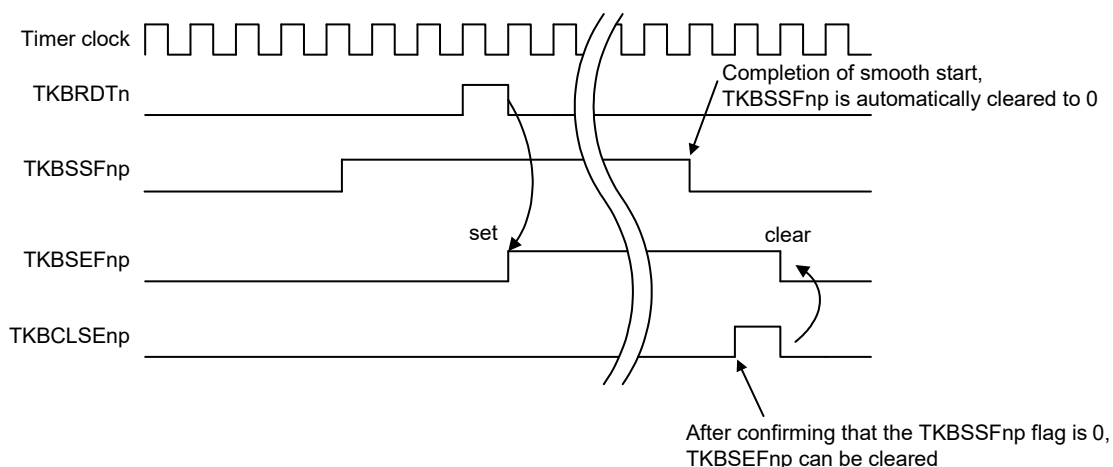 Timer clock
Completion of smooth start,
TKBSSFnp is automatically cleared to 0
TKBRDTn
TKBSSFnp
set
clear
TKBSEFnp
TKBCLSEnp
After confirming that the TKBSSFnp flag is 0,
TKBSEFnp can be cleared